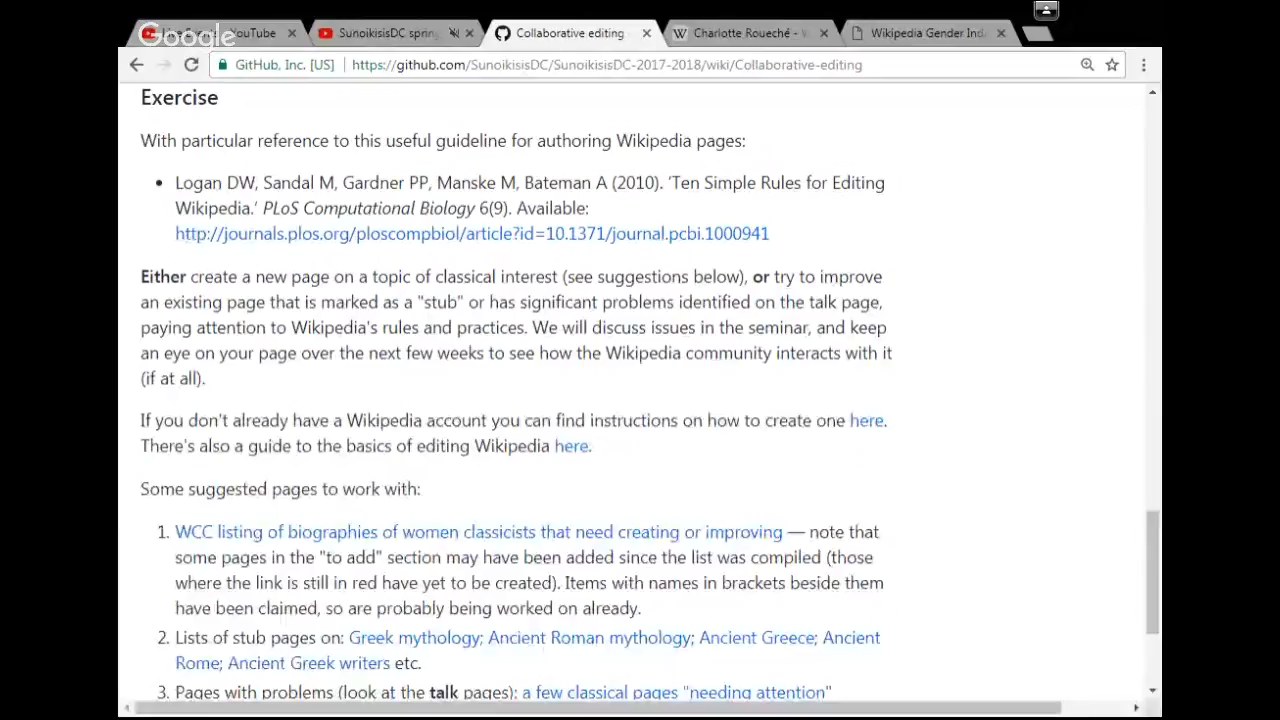 Google
YouTube
SunoikisisDC sprin
Collaborative editing
Charlotte Roueché - W
Wikipedia Gender Ind
GitHub, Inc. [US]
https://github.com/SunoikisisDC/SunoikisisDC-2017-2018/wiki/Collaborative-editing
Exercise
With particular reference to this useful guideline for authoring Wikipedia pages:
• Logan DW, Sandal M, Gardner PP, Manske M, Bateman A (2010). 'Ten Simple Rules for Editing
Wikipedia.' PLoS Computational Biology 6(9). Available:
http://journals.plos.org/ploscompbiol/article?id=10.1371/journal.pcbi.1000941
Either create a new page on a topic of classical interest (see suggestions below), or try to improve
an existing page that is marked as a "stub" or has significant problems identified on the talk page,
paying attention to Wikipedia's rules and practices. We will discuss issues in the seminar, and keep
an eye on your page over the next few weeks to see how the Wikipedia community interacts with it
(if at all).
If you don't already have a Wikipedia account you can find instructions on how to create one here.
There's also a guide to the basics of editing Wikipedia here.
Some suggested pages to work with:
1. WCC listing of biographies of women classicists that need creating or improving — note that
some pages in the "to add" section may have been added since the list was compiled (those
where the link is still in red have yet to be created). Items with names in brackets beside them
have been claimed, so are probably being worked on already.
2. Lists of stub pages on: Greek mythology; Ancient Roman mythology; Ancient Greece; Ancient
Rome; Ancient Greek writers etc.
3. Pages with problems (look at the talk pages): a few classical pages "needing attention"